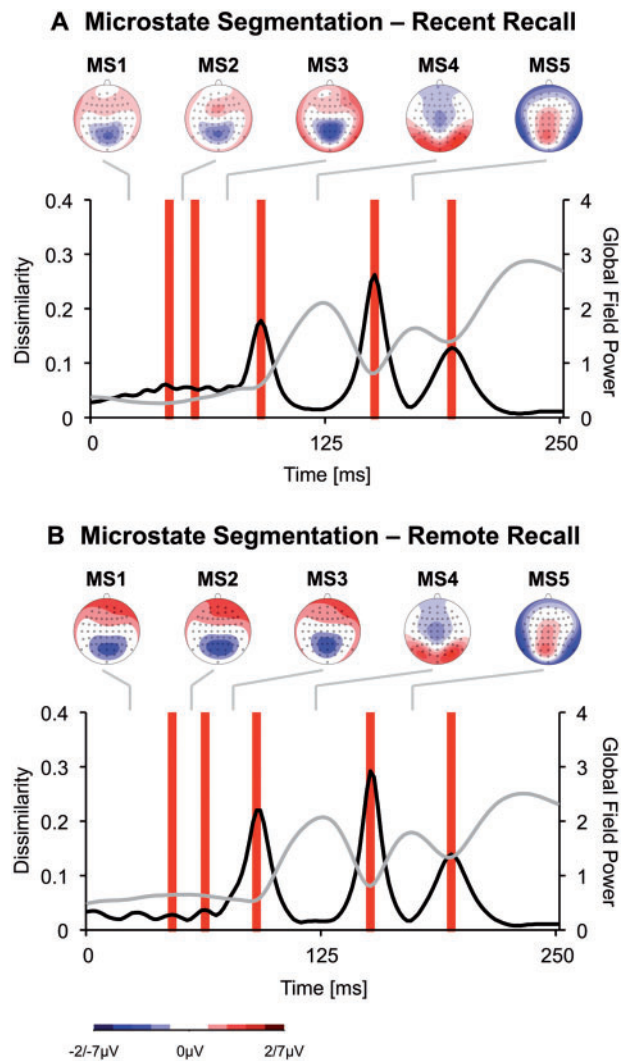 A Microstate Segmentation – Recent Recall
MS1 MS2 MS3 MS4 MS5
0.4 4
0.3 3
0.2 2
0.1 1
0 0
Dissimilarity
Global Field Power
0 125 250
Time [ms]
B Microstate Segmentation – Remote Recall
MS1 MS2 MS3 MS4 MS5
0.4 4
0.3 3
0.2 2
0.1 1
0 0
Dissimilarity
Global Field Power
0 125 250
Time [ms]
-2/-7µV 0µV 2/7µV